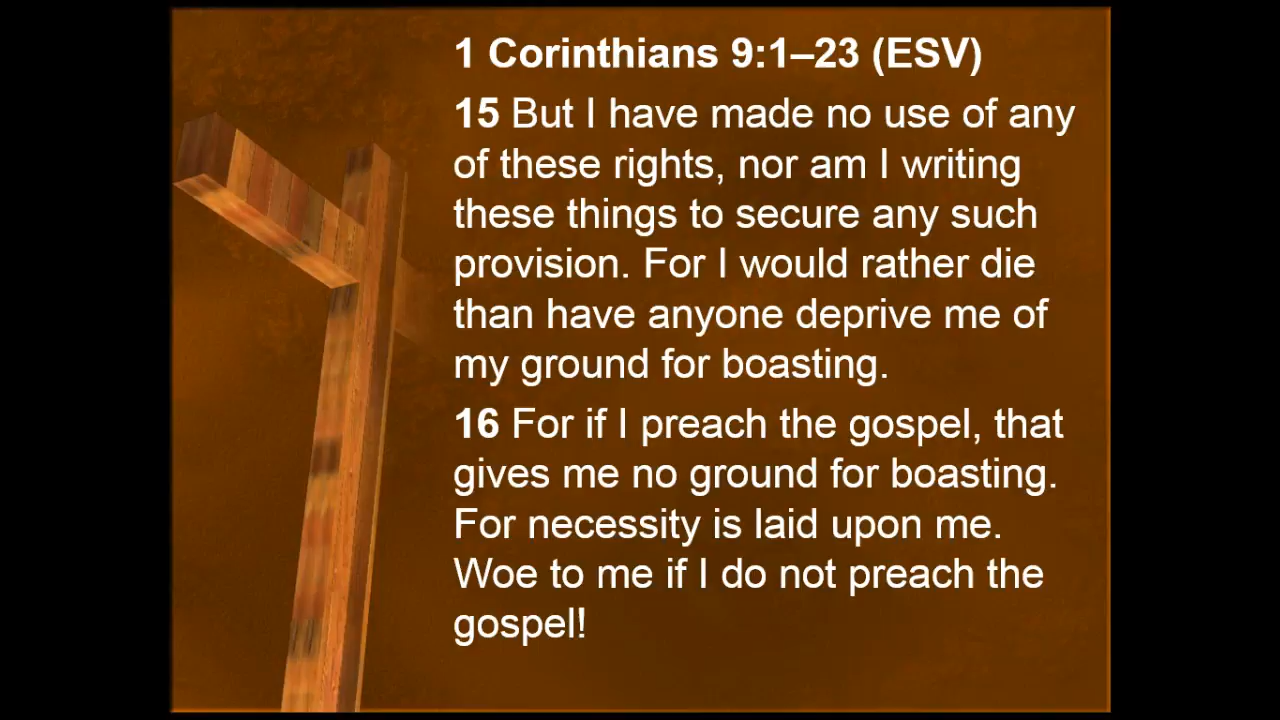 1 Corinthians 9:1–23 (ESV)
15 But I have made no use of any
of these rights, nor am I writing
these things to secure any such
provision. For I would rather die
than have anyone deprive me of
my ground for boasting.
16 For if I preach the gospel, that
gives me no ground for boasting.
For necessity is laid upon me.
Woe to me if I do not preach the
gospel!